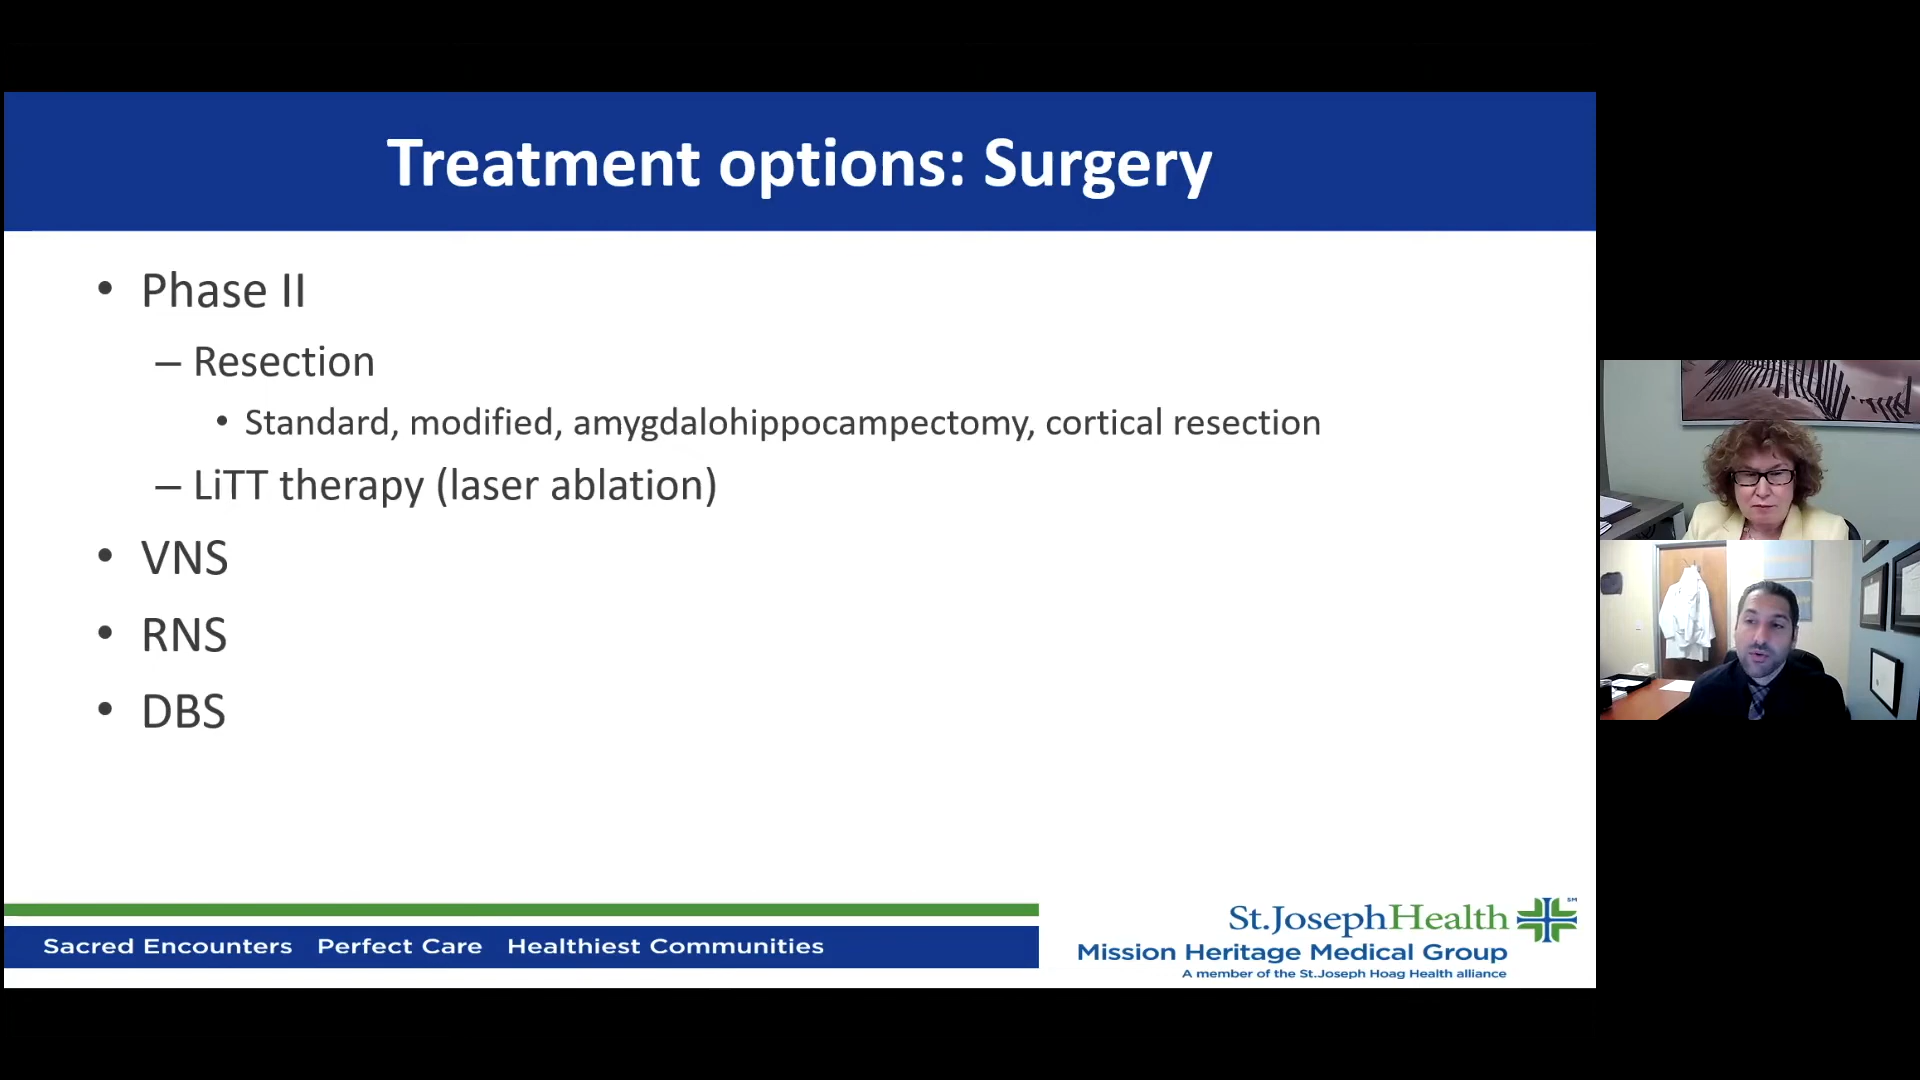 Treatment options: Surgery
• Phase II
– Resection
• Standard, modified, amygdalohippocampectomy, cortical resection
– LiTT therapy (laser ablation)
• VNS
• RNS
• DBS
Sacred Encounters Perfect Care Healthiest Communities
St.JosephHealth SM
Mission Heritage Medical Group
A member of the St.Joseph Hoag Health alliance